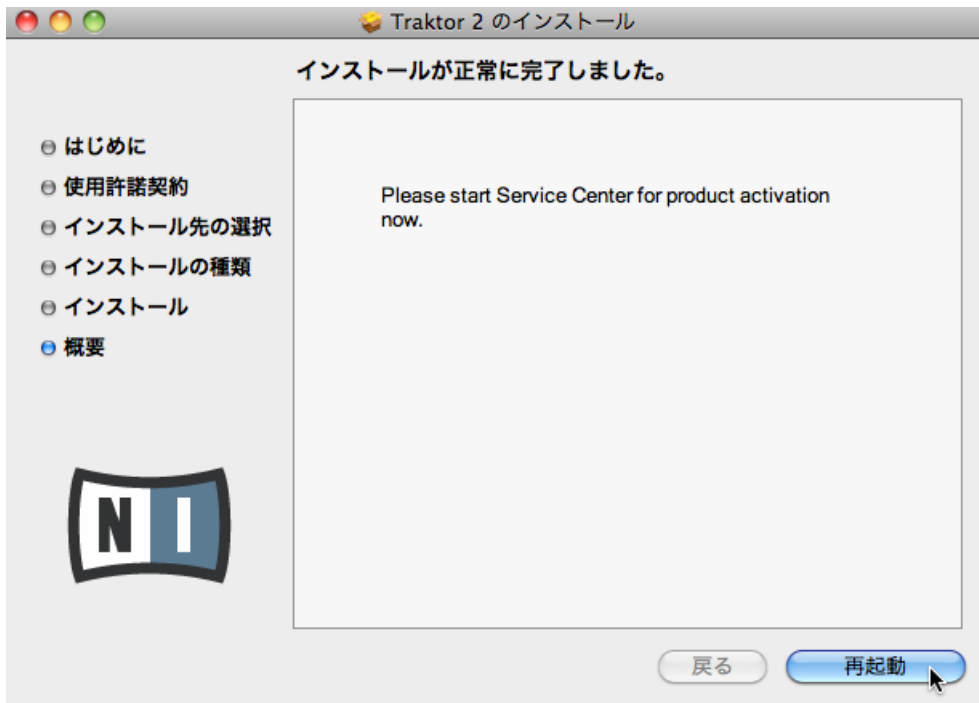 Traktor 2 のインストール
インストールが正常に完了しました。
はじめに
使用許諾契約
インストール先の選択
インストールの種類
インストール
概要
Please start Service Center for product activation
now.
NI
戻る
再起動